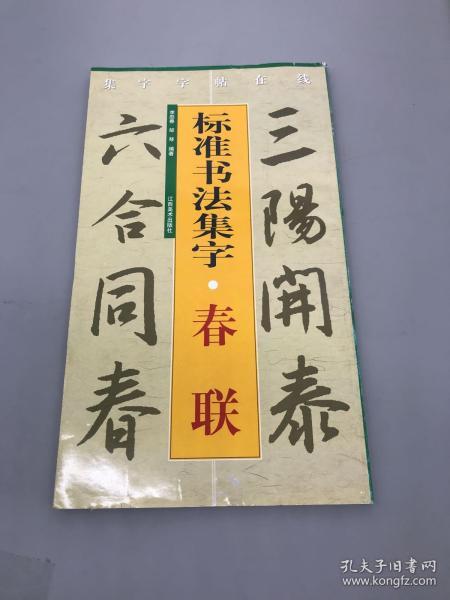 集字字帖在线
三陽開泰
标准书法集字·春联
编著
江西美术出版社
六合同春
孔夫子旧书网
www.kongfz.com